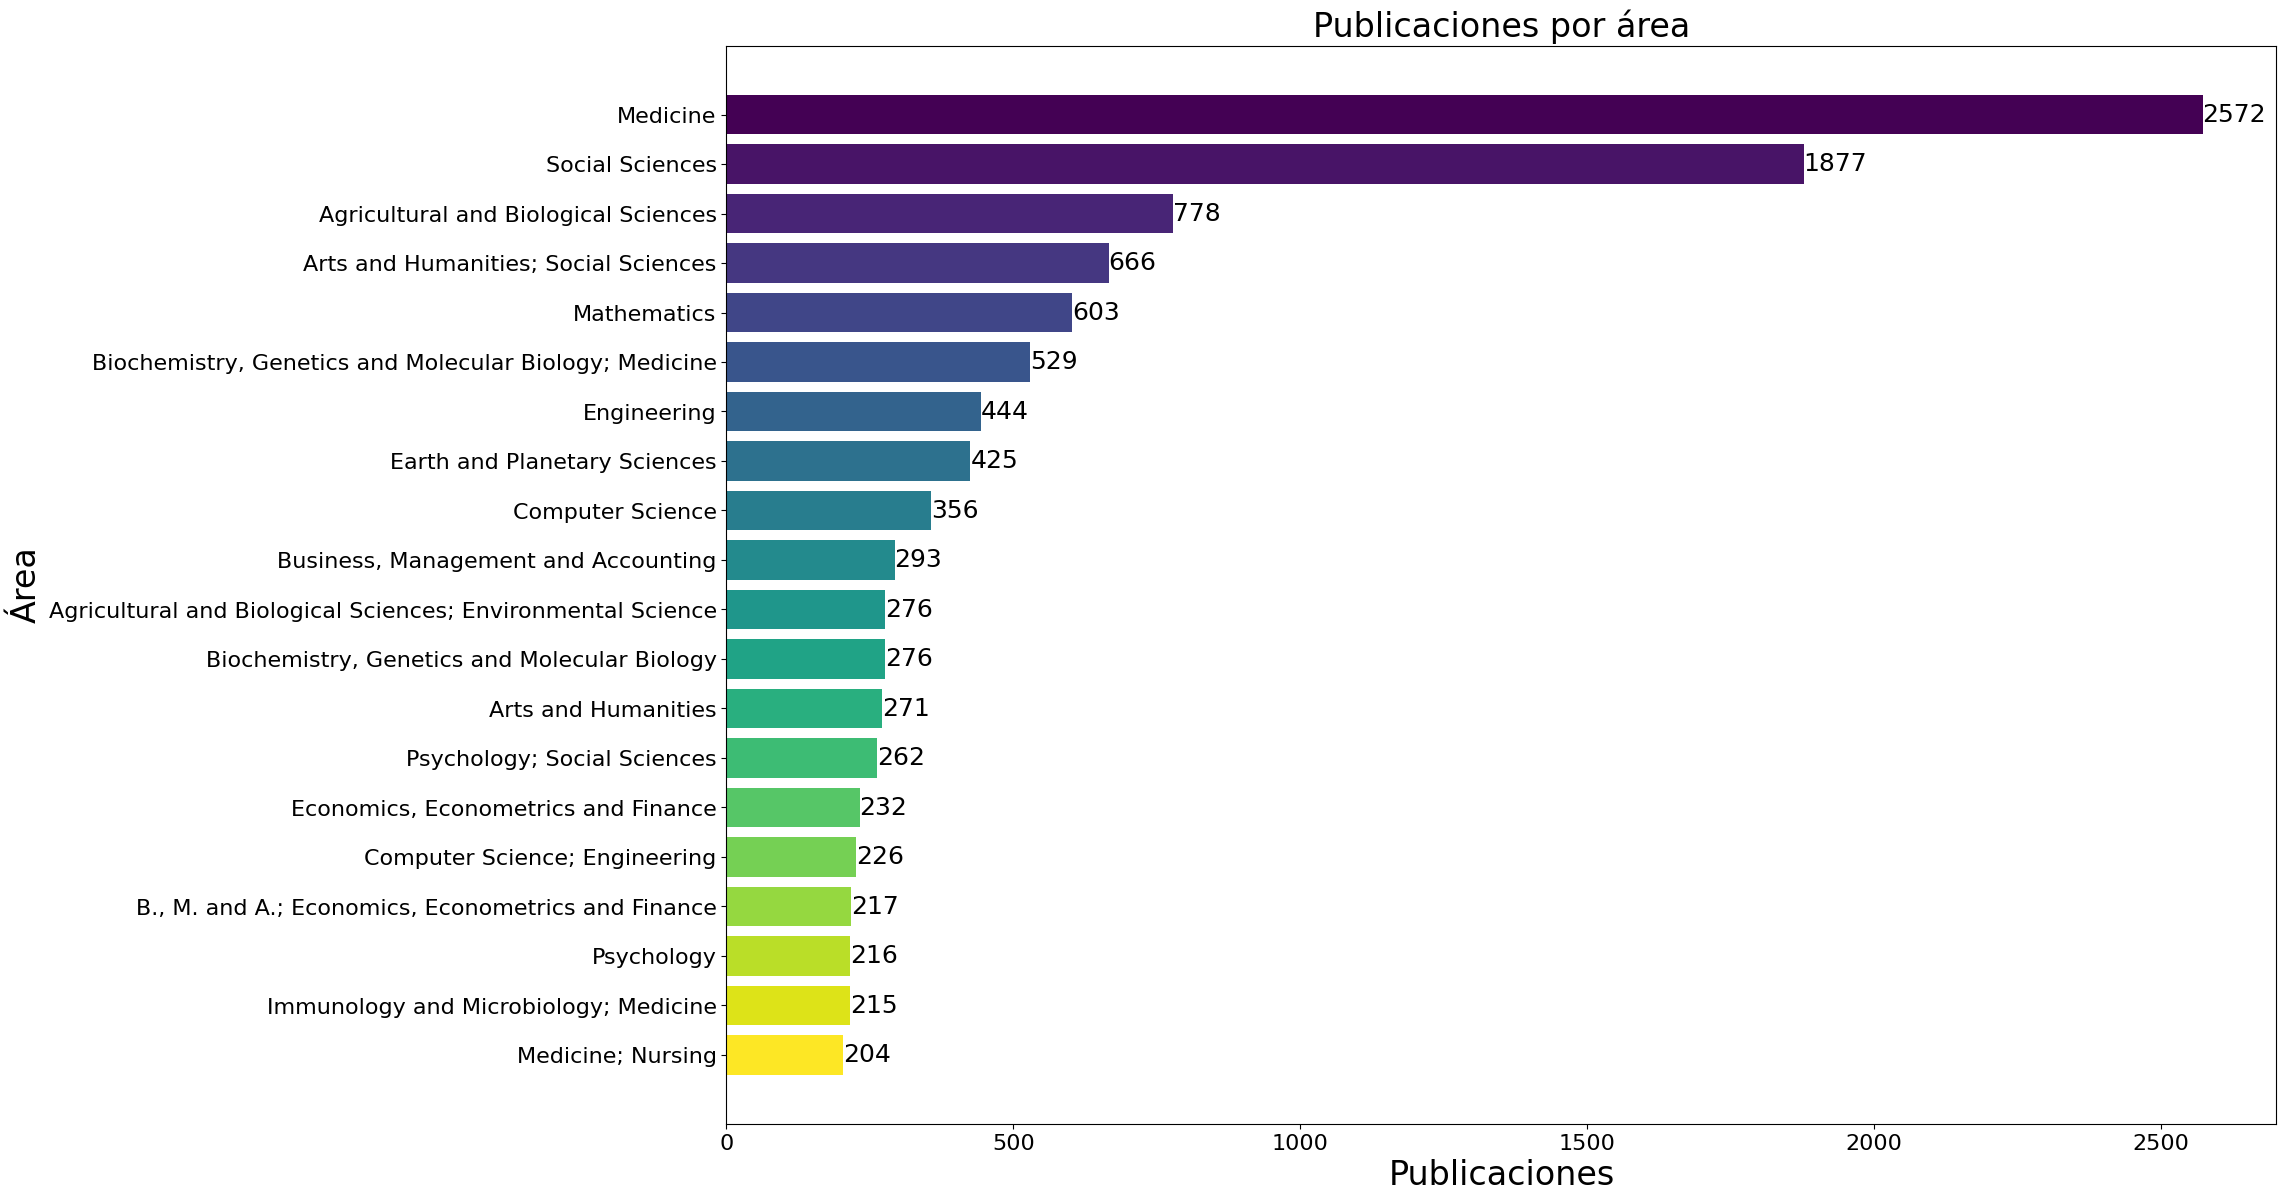 Publicaciones por área
Medicine 2572
Social Sciences 1877
Agricultural and Biological Sciences 778
Arts and Humanities; Social Sciences 666
Mathematics 603
Biochemistry, Genetics and Molecular Biology; Medicine 529
Engineering 444
Earth and Planetary Sciences 425
Computer Science 356
Business, Management and Accounting 293
Agricultural and Biological Sciences; Environmental Science 276
Biochemistry, Genetics and Molecular Biology 276
Arts and Humanities 271
Psychology; Social Sciences 262
Economics, Econometrics and Finance 232
Computer Science; Engineering 226
B., M. and A.; Economics, Econometrics and Finance 217
Psychology 216
Immunology and Microbiology; Medicine 215
Medicine; Nursing 204
Área
0 500 1000 1500 2000 2500
Publicaciones